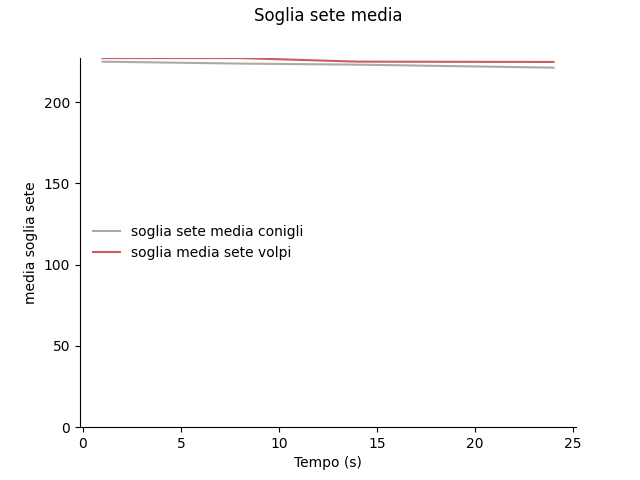 Soglia sete media
200
150
100
50
0
media soglia sete
soglia sete media conigli
soglia media sete volpi
0 5 10 15 20 25
Tempo (s)